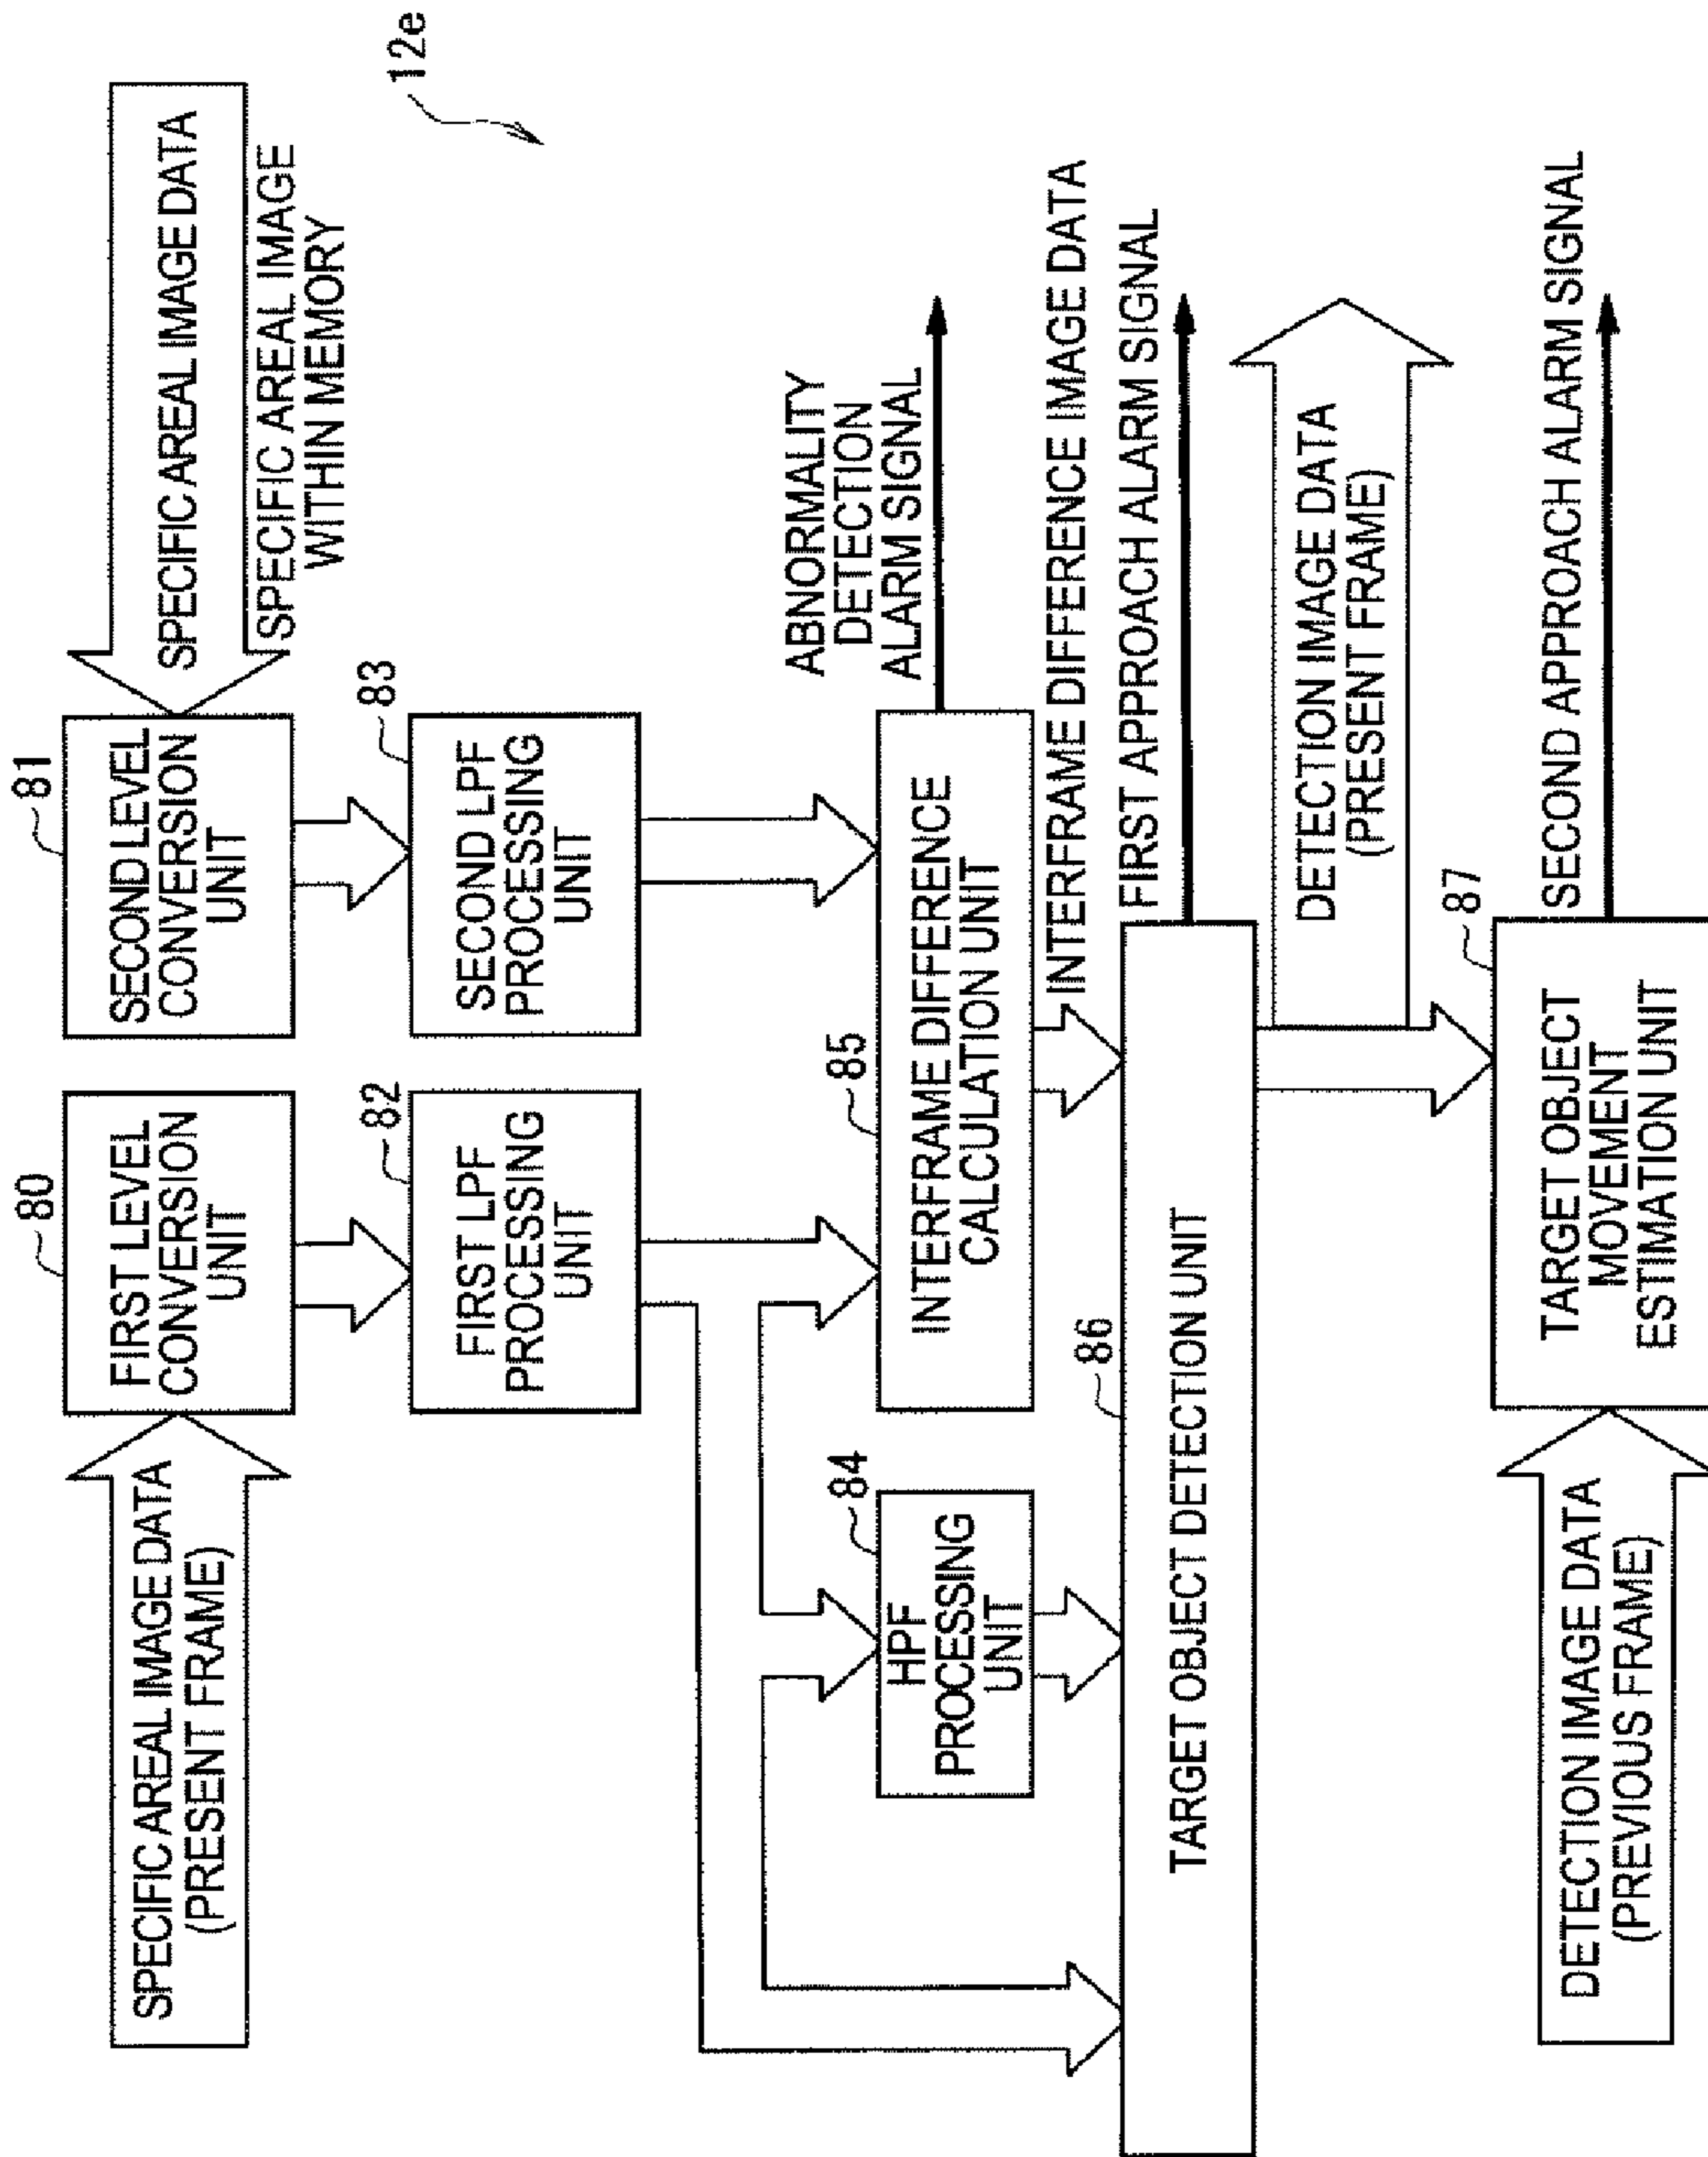 12e
SPECIFIC AREAL IMAGE DATA
(PRESENT FRAME)
80
FIRST LEVEL
CONVERSION
UNIT
81
SECOND LEVEL
CONVERSION
UNIT
SPECIFIC AREAL IMAGE DATA
SPECIFIC AREAL IMAGE
WITHIN MEMORY
82
FIRST LPF
PROCESSING
UNIT
83
SECOND LPF
PROCESSING
UNIT
84
HPF
PROCESSING
UNIT
85
INTERFRAME DIFFERENCE
CALCULATION UNIT
ABNORMALITY
DETECTION
ALARM SIGNAL
INTERFRAME DIFFERENCE IMAGE DATA
86
TARGET OBJECT DETECTION UNIT
FIRST APPROACH ALARM SIGNAL
DETECTION IMAGE DATA
(PRESENT FRAME)
DETECTION IMAGE DATA
(PREVIOUS FRAME)
87
TARGET OBJECT
MOVEMENT
ESTIMATION UNIT
SECOND APPROACH ALARM SIGNAL